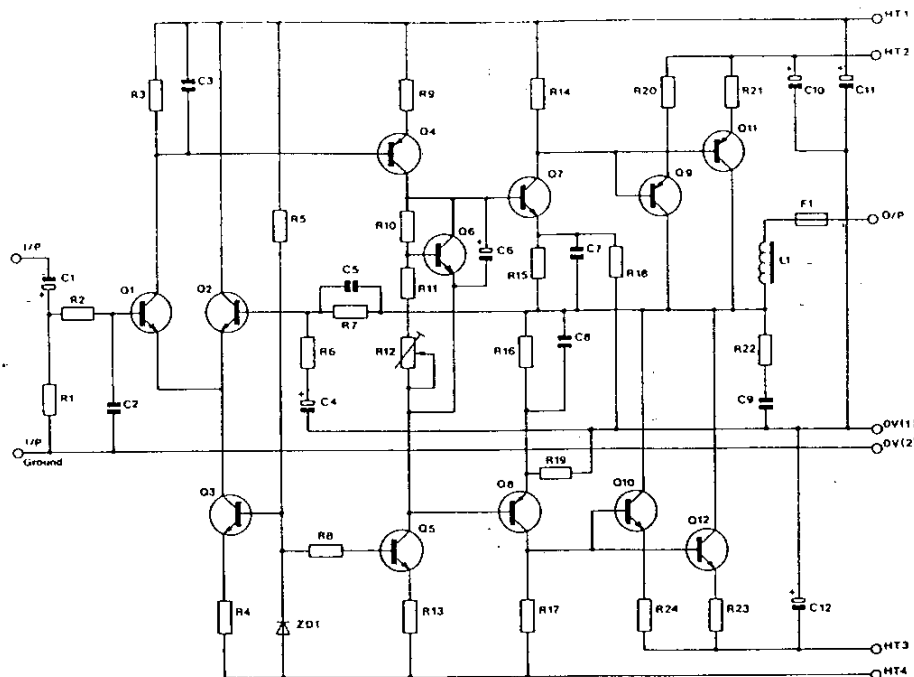 HT1
HT2
C3
R3
R9
R14
R20
R21
C10
C11
Q4
Q11
Q7
Q9
F1
O/P
R5
R10
Q6
C6
I/P
C1
R2
Q1
Q2
C5
R7
R11
R15
C7
R18
L1
R6
R12
R16
C8
R22
R1
C2
C4
C9
0V(1)
I/P
Ground
0V(2)
R19
Q3
Q8
Q10
R8
Q5
Q12
R4
ZD1
R13
R17
R24
R23
C12
HT3
HT4